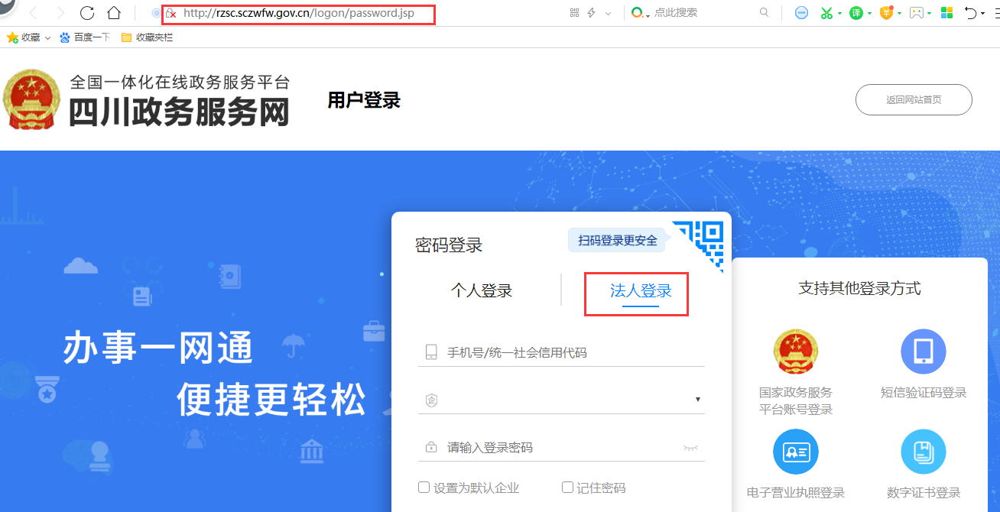 http://rzsc.sczwfw.gov.cn/logon/password.jsp
点此搜索
译
收藏
百度一下
收藏夹栏
全国一体化在线政务服务平台
四川政务服务网
用户登录
返回网站首页
密码登录
扫码登录更安全
个人登录
法人登录
支持其他登录方式
手机号/统一社会信用代码
企
请输入登录密码
设置为默认企业
记住密码
办事一网通
便捷更轻松
国家政务服务
平台账号登录
短信验证码登录
电子营业执照登录
数字证书登录